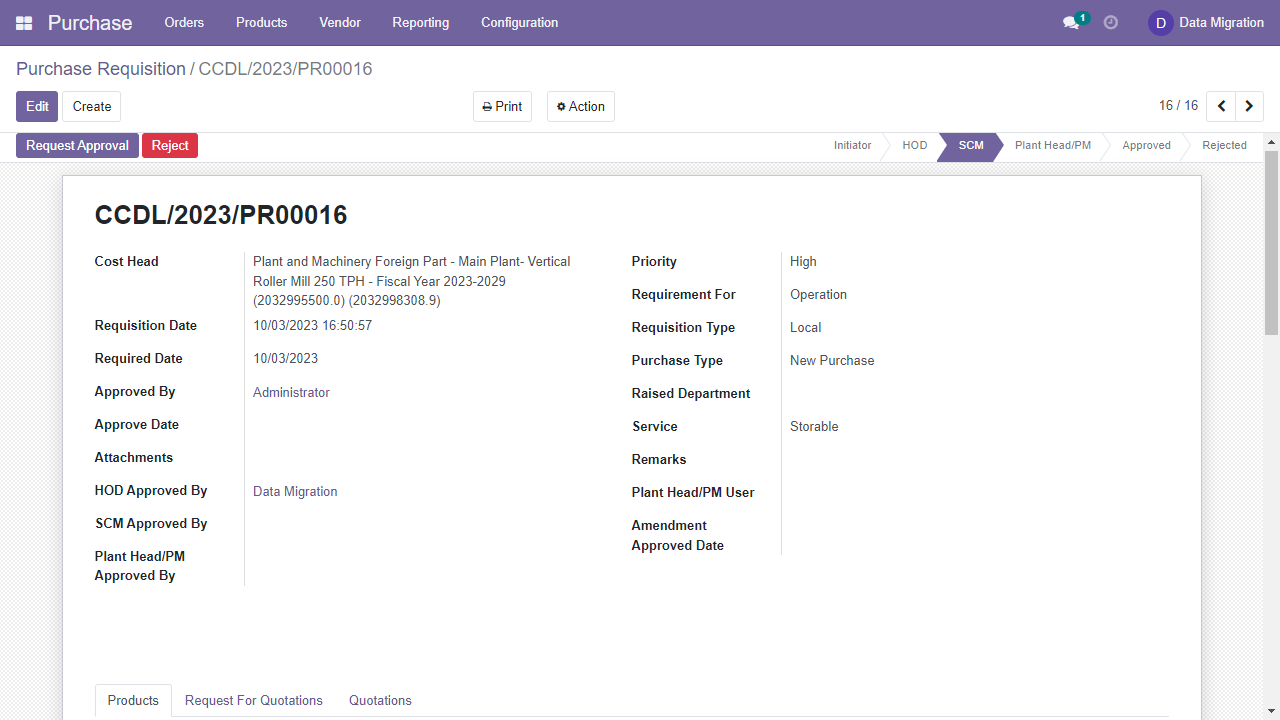 Purchase Orders Products Vendor Reporting Configuration 1 D Data Migration
Purchase Requisition / CCDL/2023/PR00016
Edit Create Print Action 16 / 16
Request Approval Reject Initiator HOD SCM Plant Head/PM Approved Rejected
CCDL/2023/PR00016
Cost Head Plant and Machinery Foreign Part - Main Plant- Vertical
Roller Mill 250 TPH - Fiscal Year 2023-2029
(2032995500.0) (2032998308.9)
Requisition Date 10/03/2023 16:50:57
Required Date 10/03/2023
Approved By Administrator
Approve Date
Attachments
HOD Approved By Data Migration
SCM Approved By
Plant Head/PM
Approved By
Priority High
Requirement For Operation
Requisition Type Local
Purchase Type New Purchase
Raised Department
Service Storable
Remarks
Plant Head/PM User
Amendment
Approved Date
Products Request For Quotations Quotations